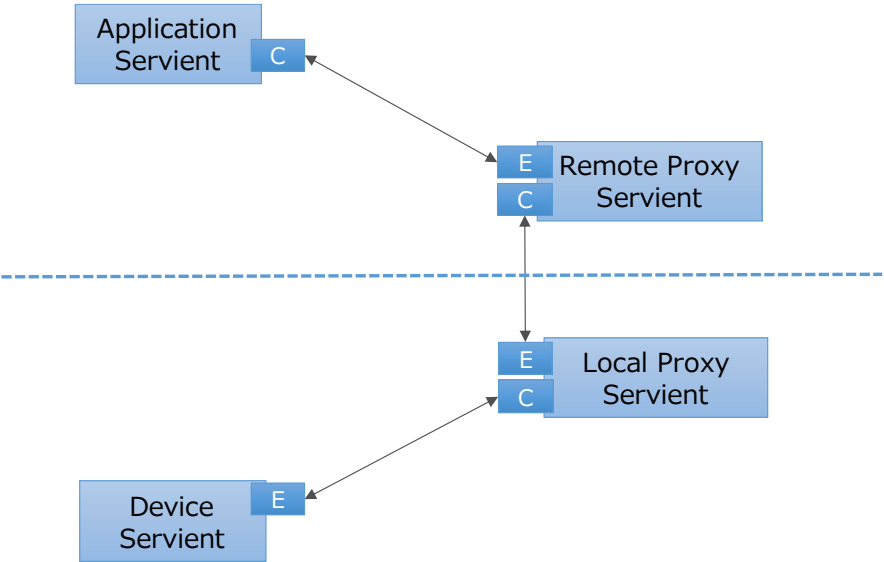 Application
Servient
C
E
Remote Proxy
Servient
C
E
Local Proxy
Servient
C
Device
Servient
E